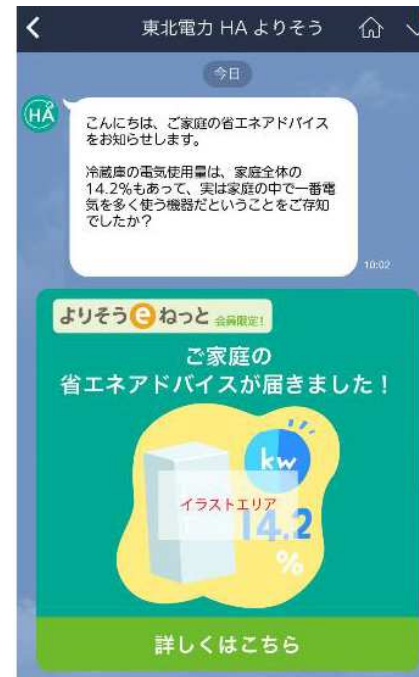 東北電力 HA よりそう
今日
HÅ
こんにちは、ご家庭の省エネアドバイス
をお知らせします。
冷蔵庫の電気使用量は、家庭全体の
14.2%もあって、実は家庭の中で一番電
気を多く使う機器だということをご存知
でしたか？
10:02
よりそうeねっと 会員限定!
ご家庭の
省エネアドバイスが届きました！
kw
イラストエリア
14.2
%
詳しくはこちら